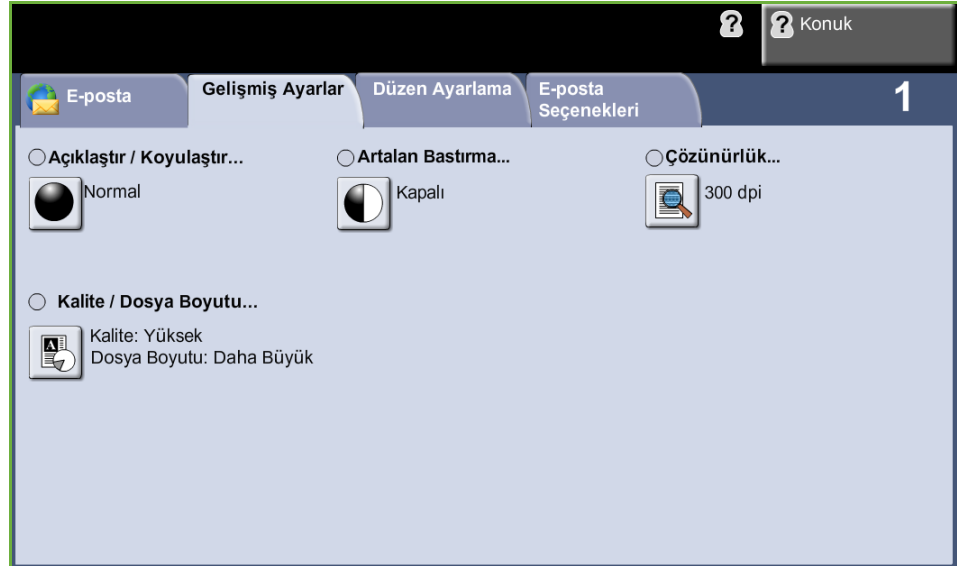 Konuk
E-posta
Gelişmiş Ayarlar
Düzen Ayarlama
E-posta
Seçenekleri
1
Açıklaştır / Koyulaştır...
Normal
Artalan Bastırma...
Kapalı
Çözünürlük...
300 dpi
Kalite / Dosya Boyutu...
Kalite: Yüksek
Dosya Boyutu: Daha Büyük